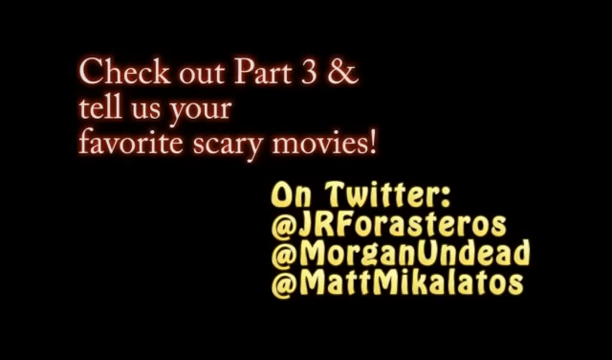 Check out Part 3 &
tell us your
favorite scary movies!
On Twitter:
@JRForasteros
@MorganUndead
@MattMikalatos